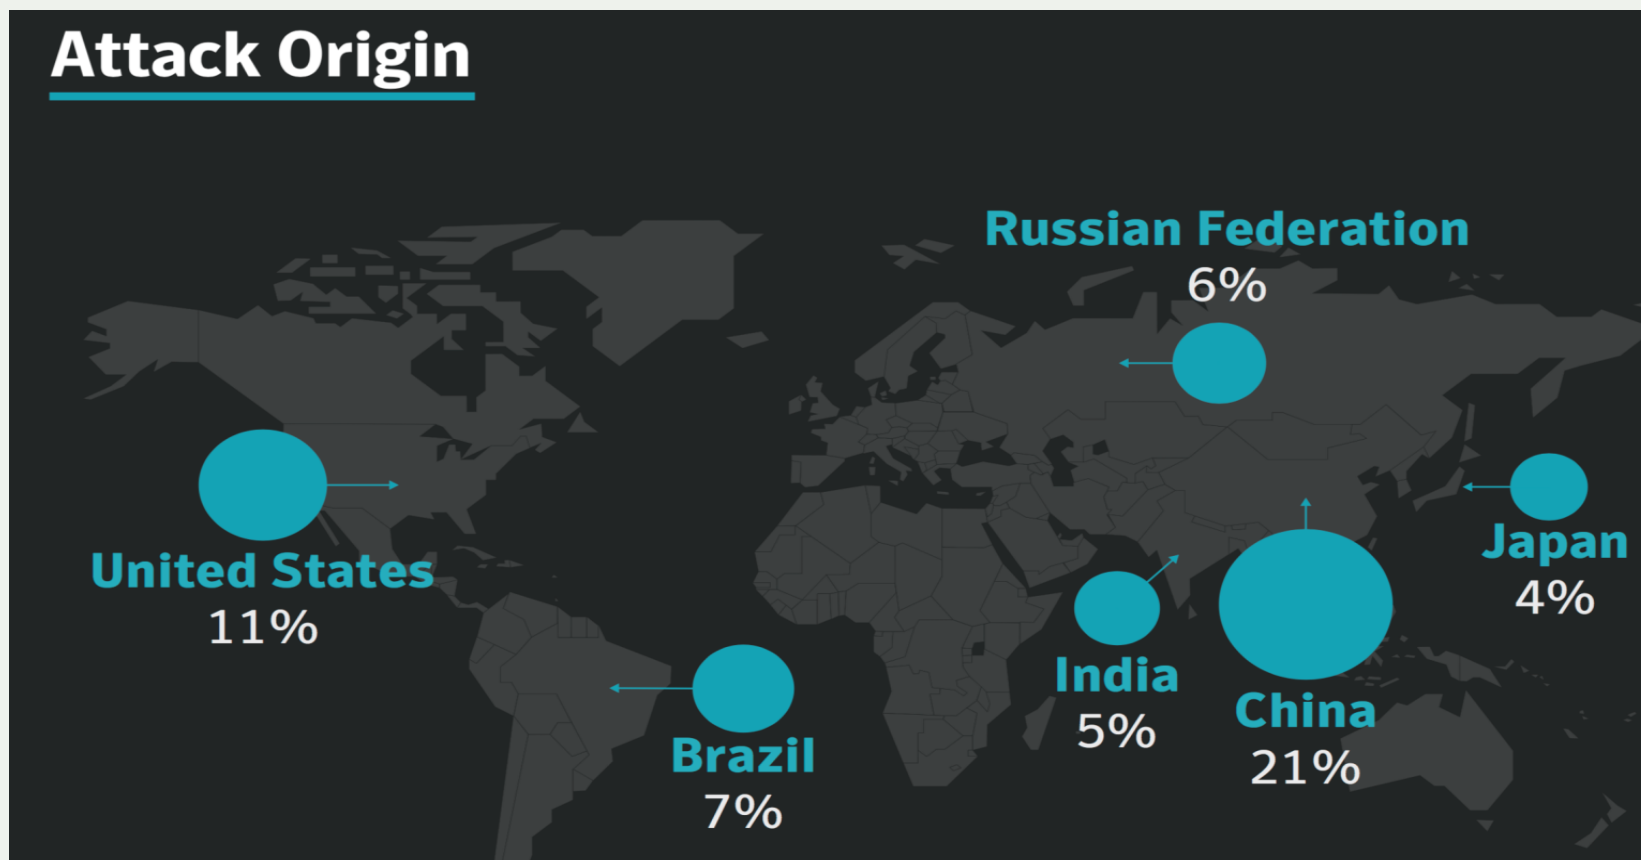 Attack Origin
Russian Federation
6%
United States
11%
Japan
4%
India
5%
China
21%
Brazil
7%